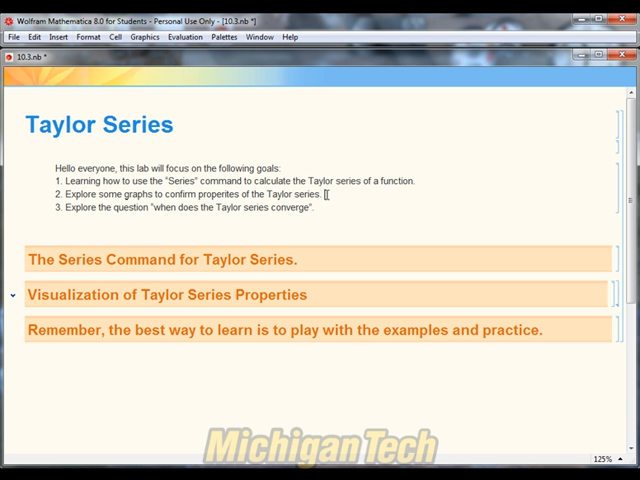 Wolfram Mathematica 8.0 for Students - Personal Use Only - [10.3.nb *]
File Edit Insert Format Cell Graphics Evaluation Palettes Window Help
10.3.nb *
Taylor Series
Hello everyone, this lab will focus on the following goals:
1. Learning how to use the "Series" command to calculate the Taylor series of a function.
2. Explore some graphs to confirm properites of the Taylor series.
3. Explore the question "when does the Taylor series converge".
The Series Command for Taylor Series.
Visualization of Taylor Series Properties
Remember, the best way to learn is to play with the examples and practice.
Michigan Tech
125%